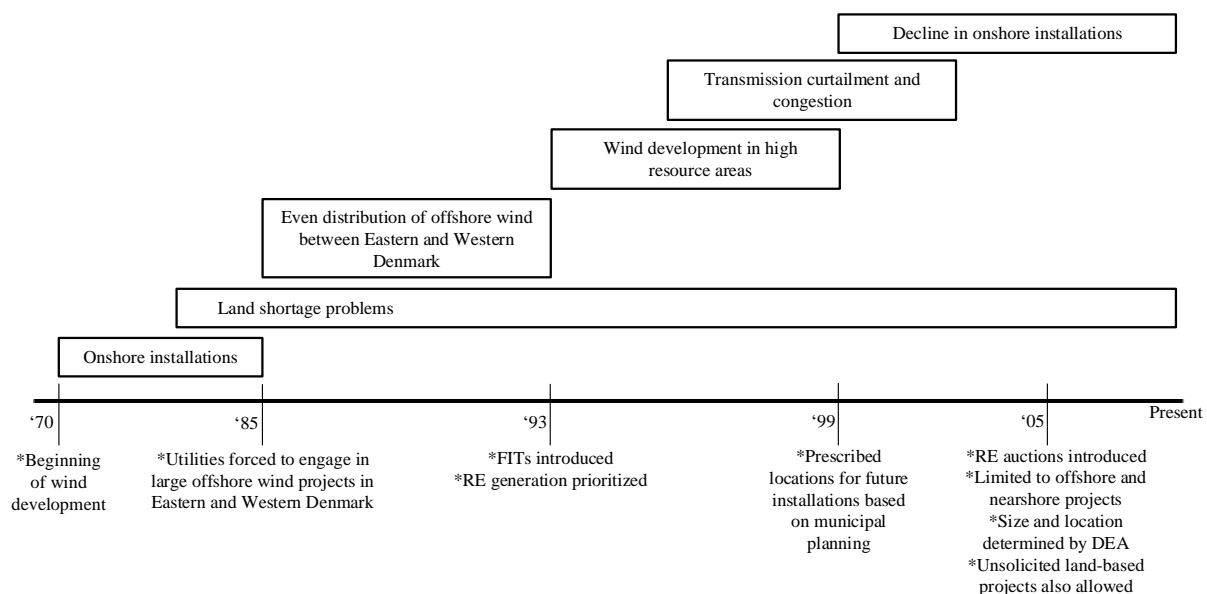 Decline in onshore installations
Transmission curtailment and
congestion
Wind development in high
resource areas
Even distribution of offshore wind
between Eastern and Western
Denmark
Land shortage problems
Onshore installations
‘70
‘85
‘93
‘99
‘05
Present
*Beginning
of wind
development
*Utilities forced to engage in
large offshore wind projects in
Eastern and Western Denmark
*FITs introduced
*RE generation prioritized
*Prescribed
locations for future
installations based
on municipal
planning
*RE auctions introduced
*Limited to offshore and
nearshore projects
*Size and location
determined by DEA
*Unsolicited land-based
projects also allowed